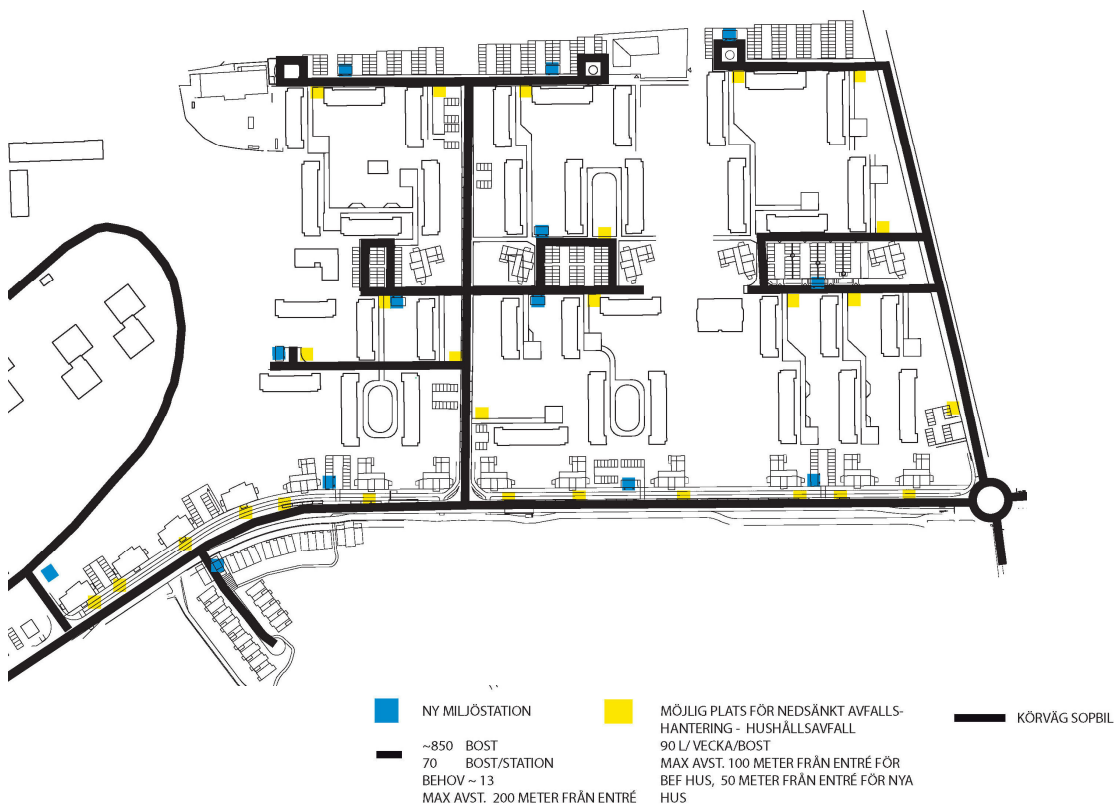 NY MILJÖSTATION
~850 BOST
70 BOST/STATION
BEHOV ~ 13
MAX AVST. 200 METER FRÅN ENTRÉ
MÖJLIG PLATS FÖR NEDSÄNKT AVFALLS-
HANTERING - HUSHÅLLSAVFALL
90 L/ VECKA/BOST
MAX AVST. 100 METER FRÅN ENTRÉ FÖR
BEF HUS, 50 METER FRÅN ENTRÉ FÖR NYA
HUS
KÖRVÄG SOPBIL